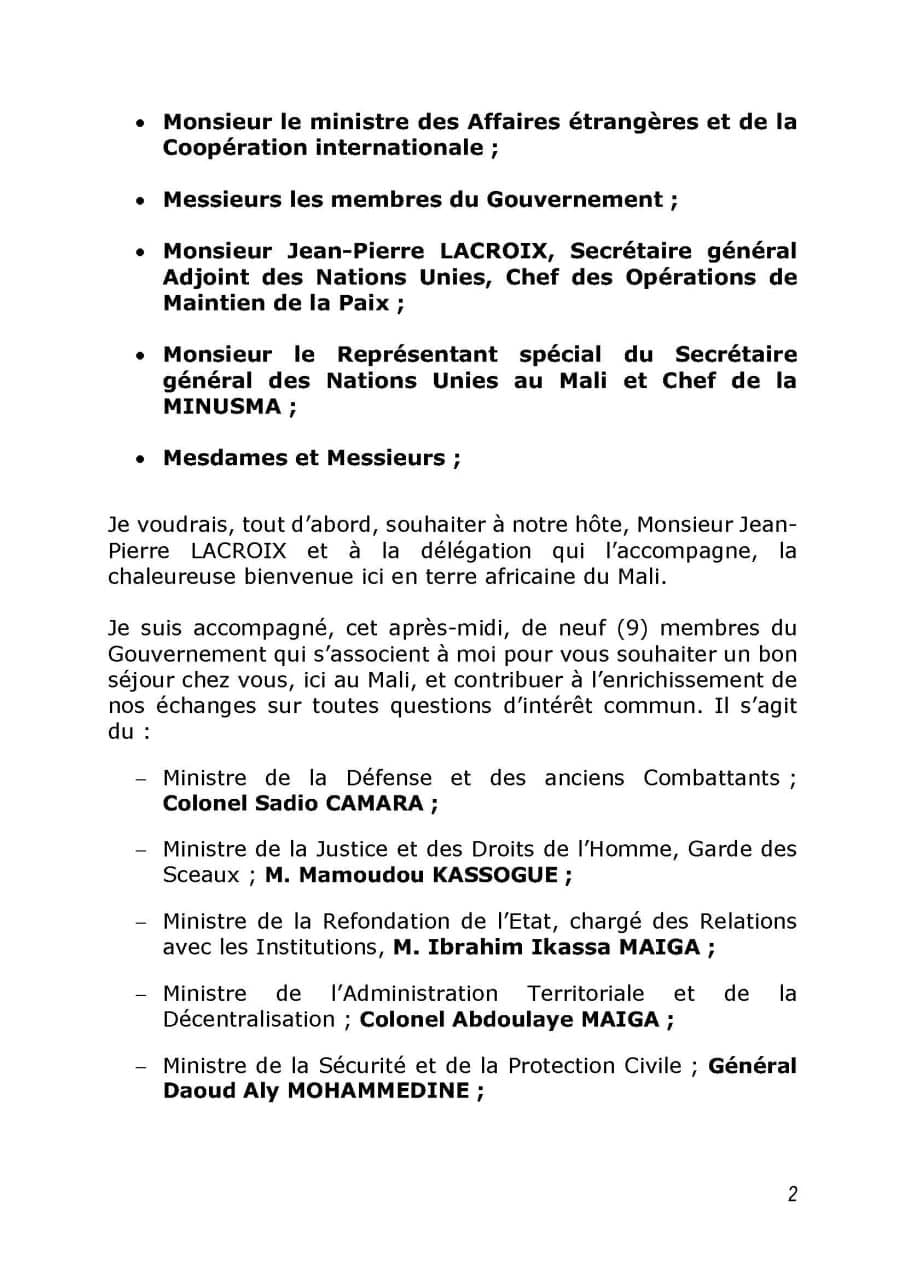 • Monsieur le ministre des Affaires étrangères et de la
Coopération internationale ;
• Messieurs les membres du Gouvernement ;
• Monsieur Jean-Pierre LACROIX, Secrétaire général
Adjoint des Nations Unies, Chef des Opérations de
Maintien de la Paix ;
• Monsieur le Représentant spécial du Secrétaire
général des Nations Unies au Mali et Chef de la
MINUSMA ;
• Mesdames et Messieurs ;
Je voudrais, tout d’abord, souhaiter à notre hôte, Monsieur Jean-
Pierre LACROIX et à la délégation qui l’accompagne, la
chaleureuse bienvenue ici en terre africaine du Mali.
Je suis accompagné, cet après-midi, de neuf (9) membres du
Gouvernement qui s’associent à moi pour vous souhaiter un bon
séjour chez vous, ici au Mali, et contribuer à l’enrichissement de
nos échanges sur toutes questions d’intérêt commun. Il s’agit
du :
– Ministre de la Défense et des anciens Combattants ;
Colonel Sadio CAMARA ;
– Ministre de la Justice et des Droits de l’Homme, Garde des
Sceaux ; M. Mamoudou KASSOGUE ;
– Ministre de la Refondation de l’Etat, chargé des Relations
avec les Institutions, M. Ibrahim Ikassa MAIGA ;
– Ministre de l’Administration Territoriale et de la
Décentralisation ; Colonel Abdoulaye MAIGA ;
– Ministre de la Sécurité et de la Protection Civile ; Général
Daoud Aly MOHAMMEDINE ;
2